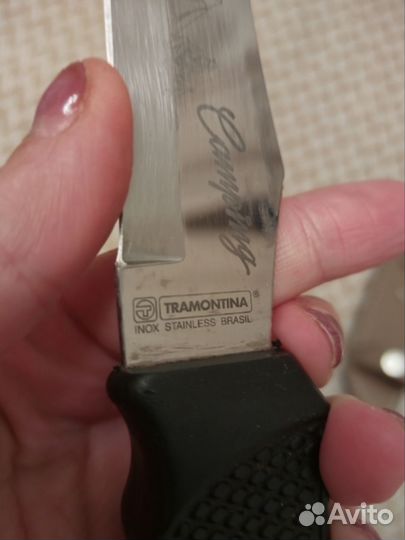 Camping
TRAMONTINA®
INOX STAINLESS BRASIL
Avito